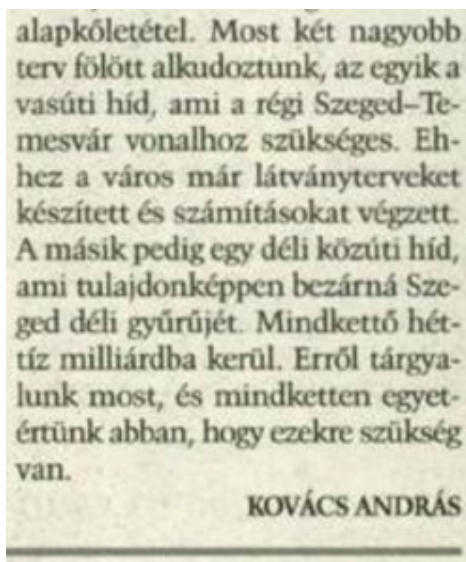 alapkőletétel. Most két nagyobb
terv fölött alkudoztunk, az egyik a
vasúti híd, ami a régi Szeged–Te-
mesvár vonalhoz szükséges. Eh-
hez a város már látványterveket
készített és számításokat végzett.
A másik pedig egy déli közúti híd,
ami tulajdonképpen bezárná Sze-
ged déli gyűrűjét. Mindkettő hét-
tíz milliárdba kerül. Erről tárgya-
lunk most, és mindketten egyet-
értünk abban, hogy ezekre szükség
van.
KOVÁCS ANDRÁS